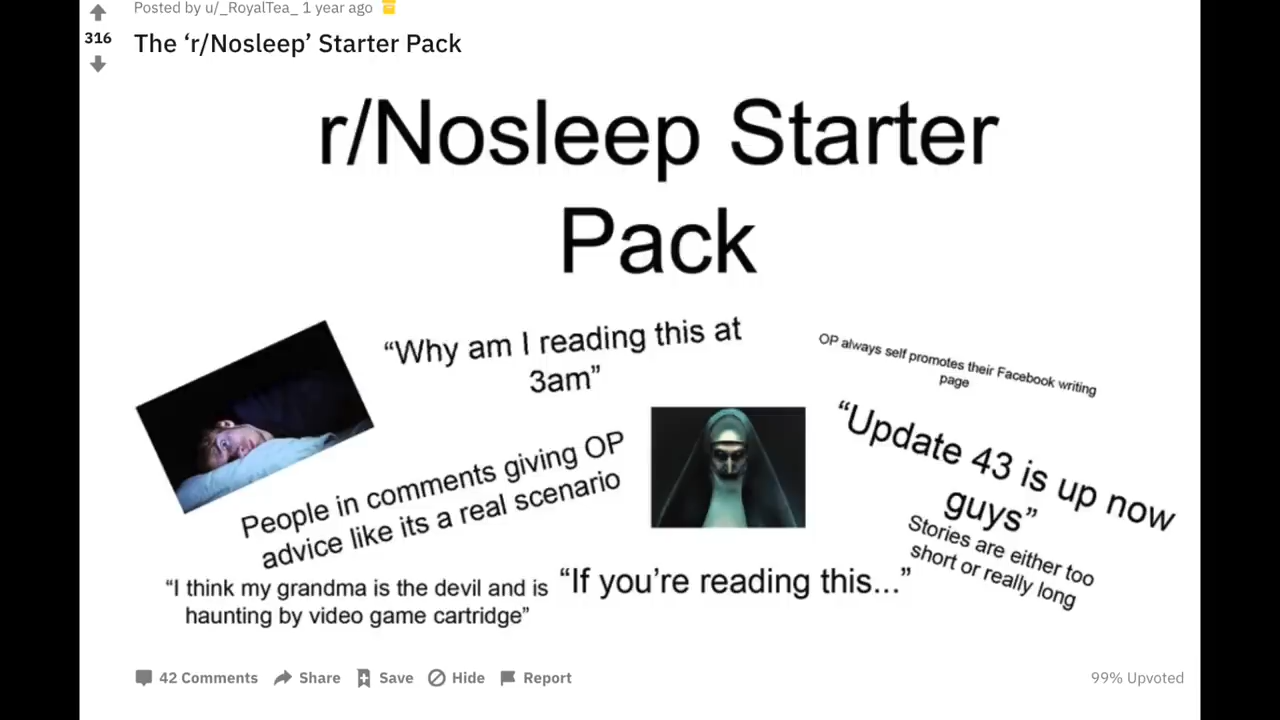 Posted by u/_RoyalTea_ 1 year ago
316
The ‘r/Nosleep’ Starter Pack
r/Nosleep Starter
Pack
“Why am I reading this at
3am”
OP always self promotes their Facebook writing
page
“Update 43 is up now
guys”
People in comments giving OP
advice like its a real scenario
Stories are either too
short or really long
“I think my grandma is the devil and is
haunting by video game cartridge”
“If you’re reading this...”
42 Comments Share Save Hide Report
99% Upvoted